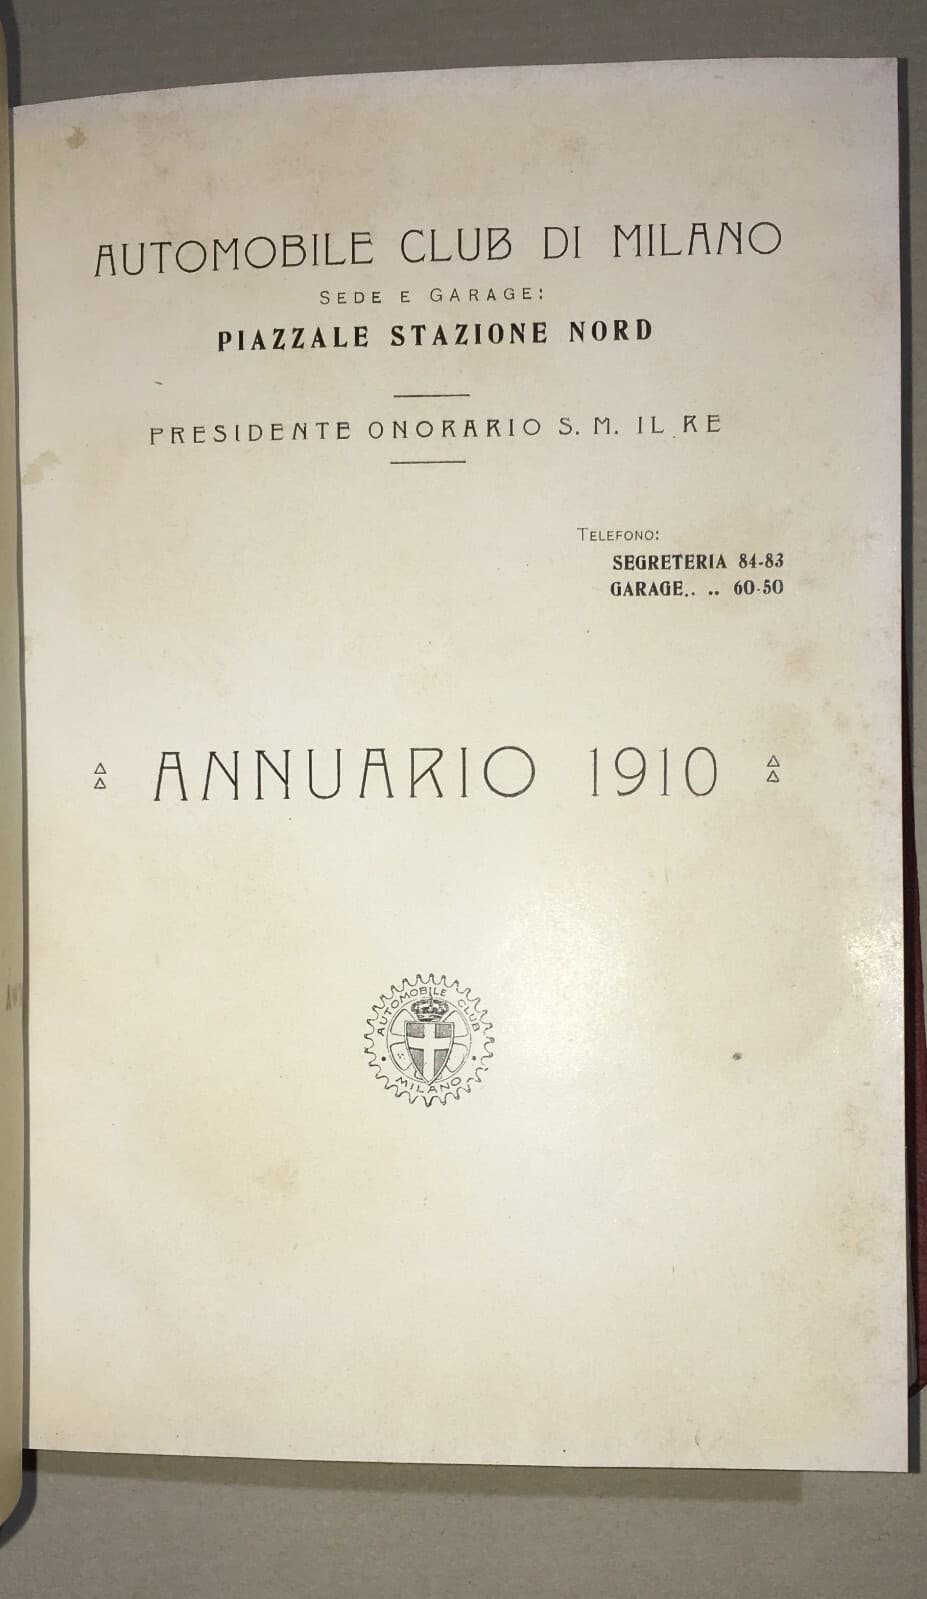 AUTOMOBILE CLUB DI MILANO
SEDE E GARAGE:
PIAZZALE STAZIONE NORD
PRESIDENTE ONORARIO S. M. IL RE
TELEFONO:
SEGRETERIA 84-83
GARAGE.. .. 60-50
ANNUARIO 1910
AUTOMOBILE CLUB
MILANO